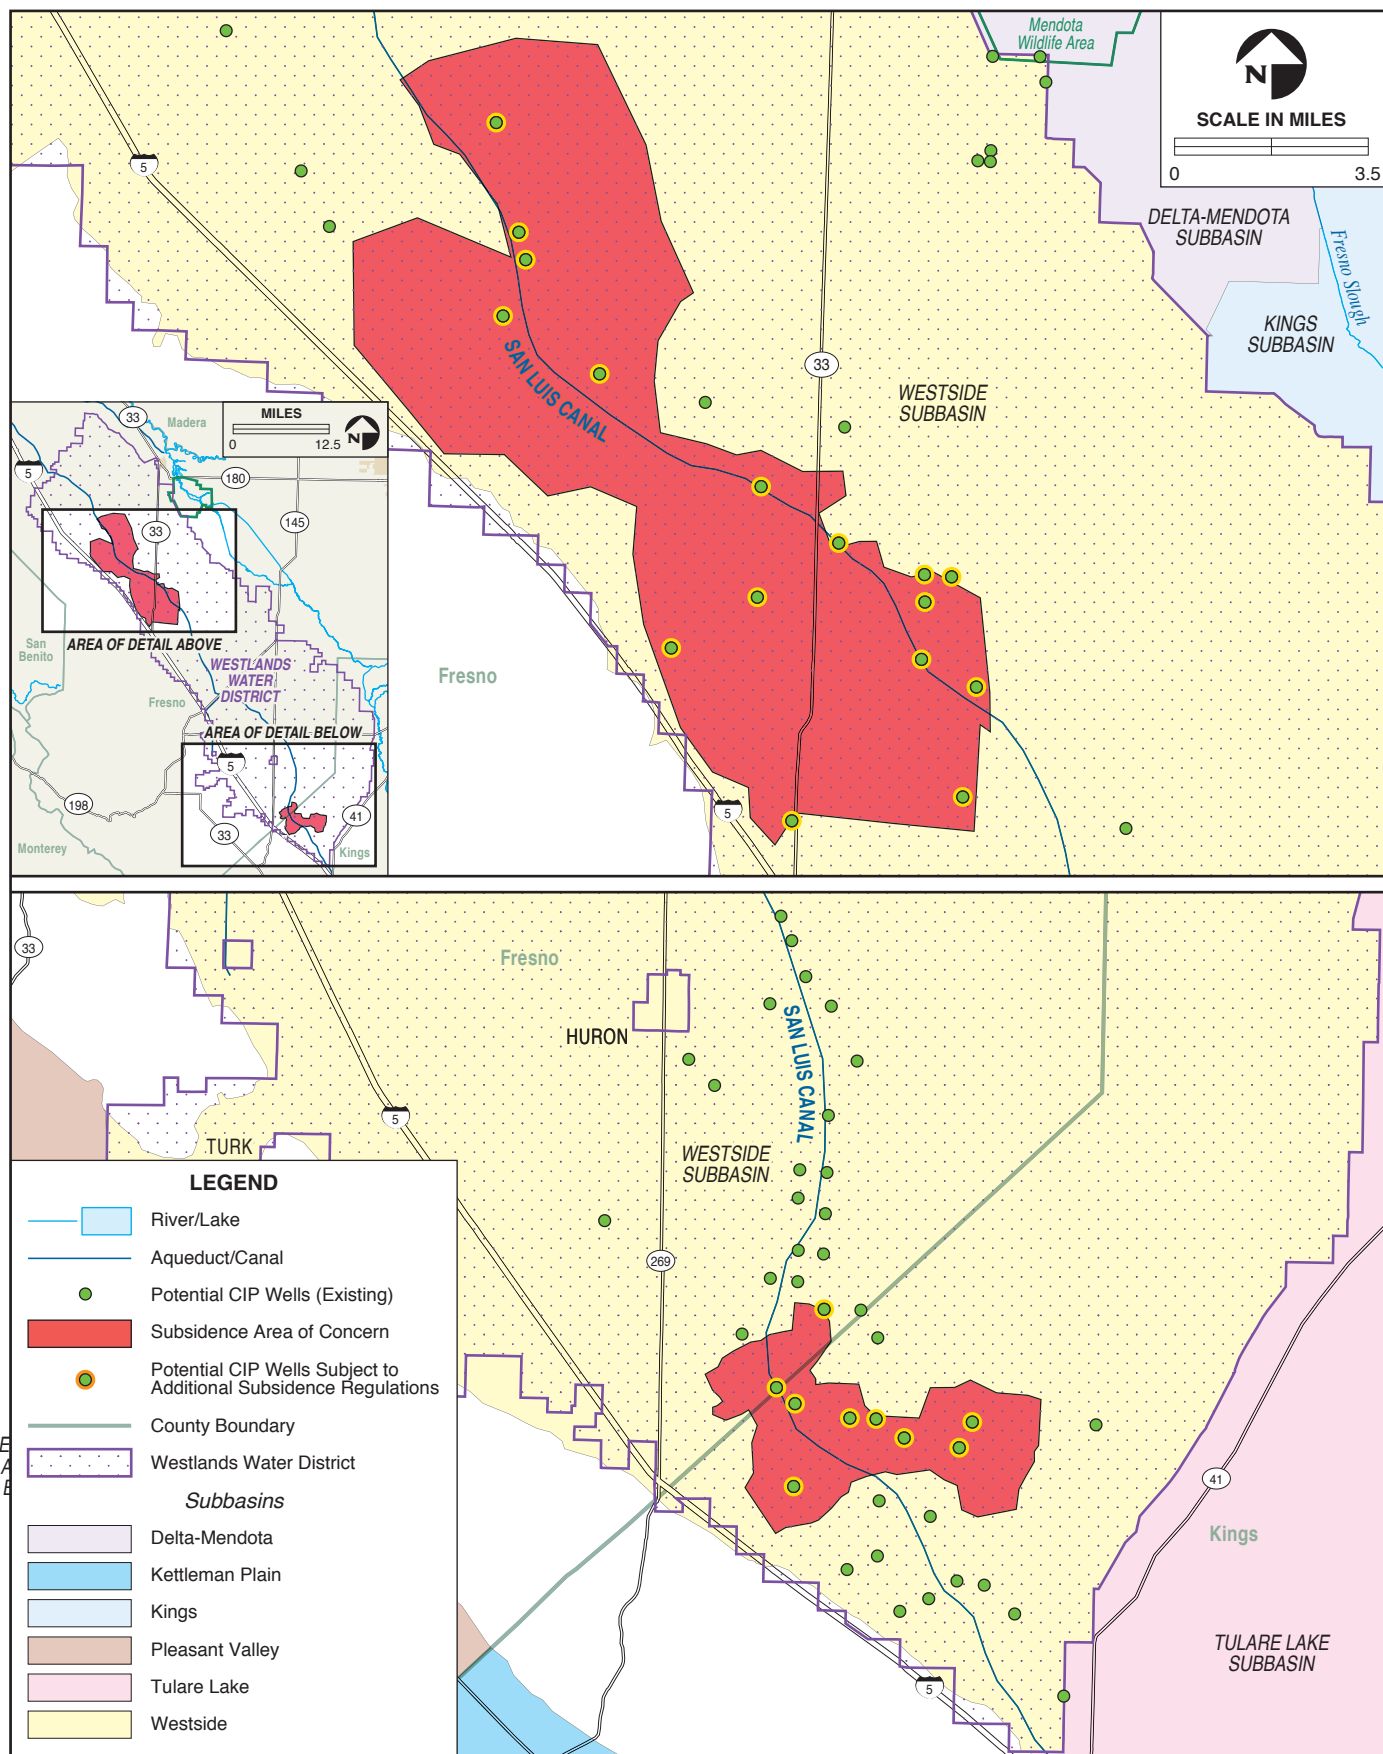 Mendota
Wildlife Area
N
SCALE IN MILES
0 3.5
5
DELTA-MENDOTA
SUBBASIN
Fresno Slough
KINGS
SUBBASIN
33
WESTSIDE
SUBBASIN
SAN LUIS CANAL
Fresno
5
MILES
0 12.5
N
33
Madera
5
180
33
145
AREA OF DETAIL ABOVE
San
Benito
WESTLANDS
WATER
DISTRICT
Fresno
AREA OF DETAIL BELOW
5
198
33
41
Monterey
Kings
33
Fresno
HURON
SAN LUIS CANAL
5
TURK
WESTSIDE
SUBBASIN
269
41
Kings
TULARE LAKE
SUBBASIN
5
LEGEND
River/Lake
Aqueduct/Canal
Potential CIP Wells (Existing)
Subsidence Area of Concern
Potential CIP Wells Subject to
Additional Subsidence Regulations
County Boundary
Westlands Water District
Subbasins
Delta-Mendota
Kettleman Plain
Kings
Pleasant Valley
Tulare Lake
Westside